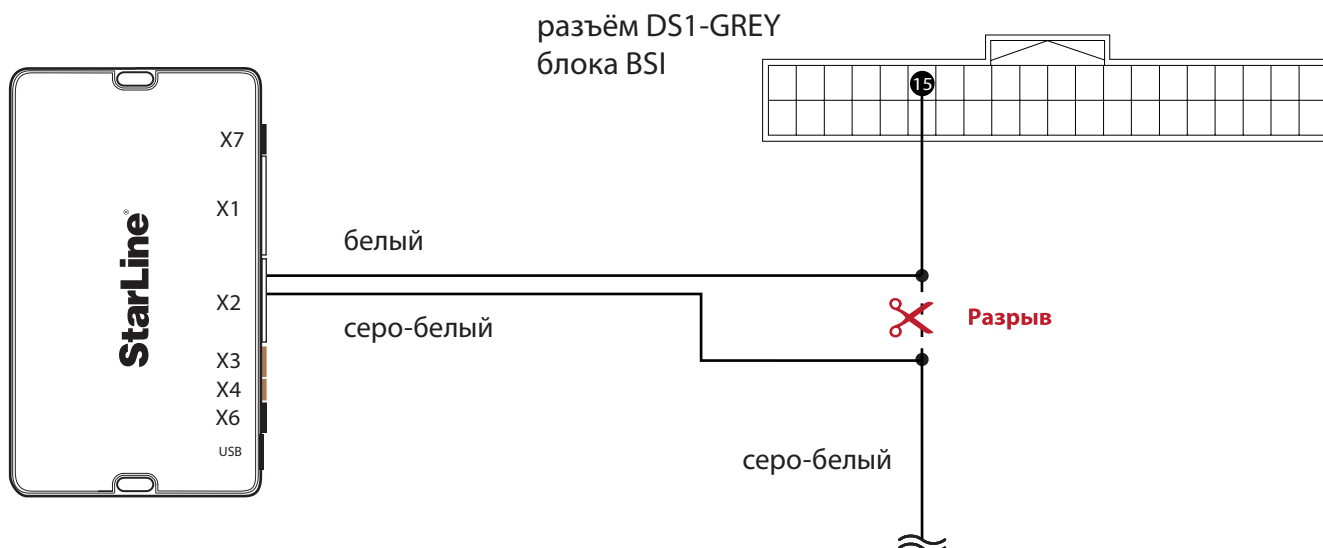 разъём DS1-GREY
блока BSI
15
X7
X1
StarLine®
белый
X2
серо-белый
Разрыв
X3
X4
X6
USB
серо-белый